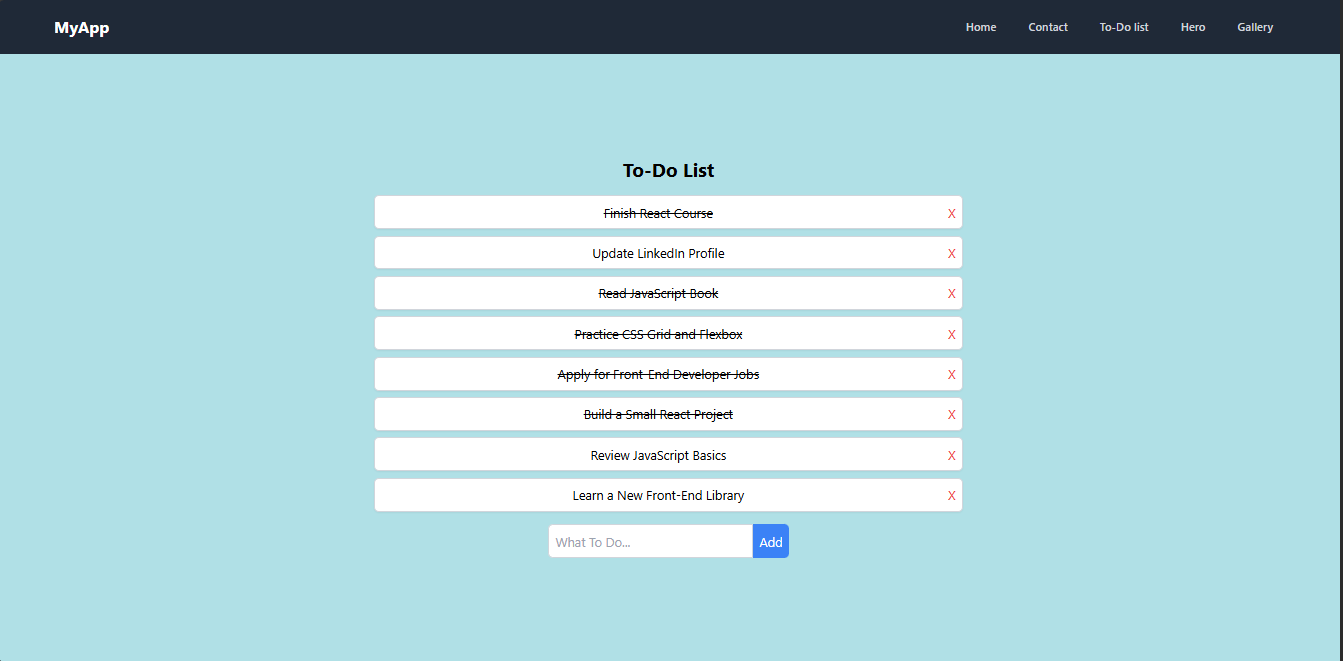 MyApp
Home Contact To-Do list Hero Gallery
To-Do List
Finish React Course X
Update LinkedIn Profile X
Read JavaScript Book X
Practice CSS Grid and Flexbox X
Apply for Front-End Developer Jobs X
Build a Small React Project X
Review JavaScript Basics X
Learn a New Front-End Library X
What To Do... Add